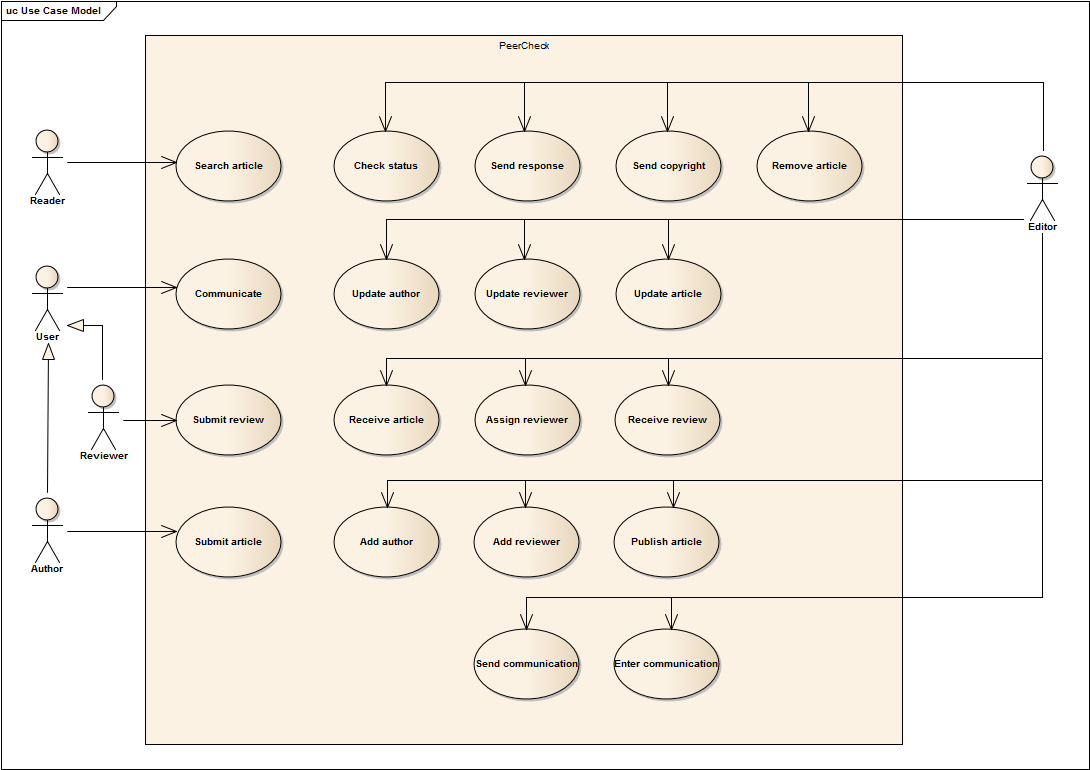 uc Use Case Model
PeerCheck
Search article
Check status
Send response
Send copyright
Remove article
Reader
Editor
Communicate
Update author
Update reviewer
Update article
User
Submit review
Receive article
Assign reviewer
Receive review
Reviewer
Submit article
Add author
Add reviewer
Publish article
Author
Send communication
Enter communication